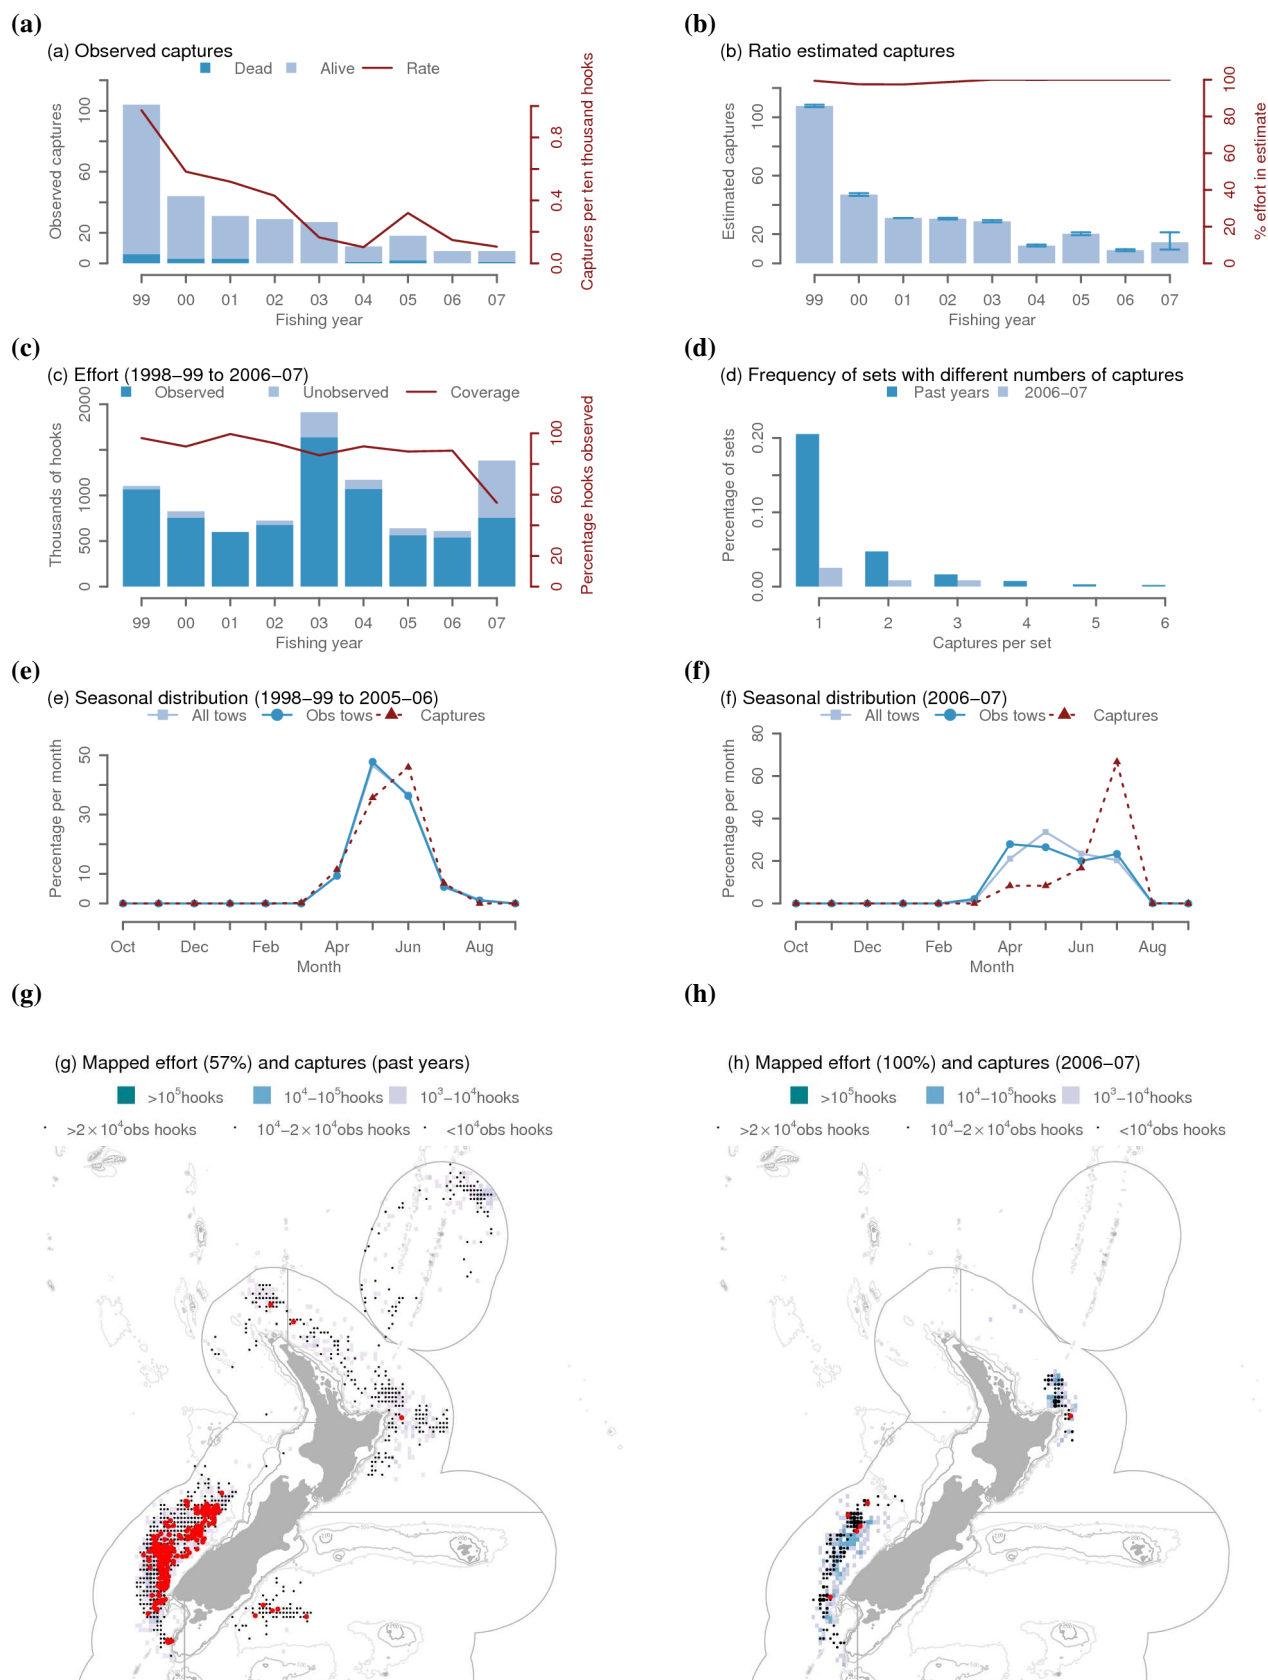 (a)
(a) Observed captures
Dead Alive Rate
Observed captures
0 20 60 100
Captures per ten thousand hooks
0.0 0.4 0.8
99 00 01 02 03 04 05 06 07
Fishing year
(b)
(b) Ratio estimated captures
Estimated captures
0 20 60 100
% effort in estimate
0 20 40 60 80 100
99 00 01 02 03 04 05 06 07
Fishing year
(c)
(c) Effort (1998–99 to 2006–07)
Observed Unobserved Coverage
Thousands of hooks
0 500 1000 2000
Percentage hooks observed
0 20 60 100
99 00 01 02 03 04 05 06 07
Fishing year
(d)
(d) Frequency of sets with different numbers of captures
Past years 2006–07
Percentage of sets
0.00 0.10 0.20
1 2 3 4 5 6
Captures per set
(e)
(e) Seasonal distribution (1998–99 to 2005–06)
All tows Obs tows Captures
Percentage per month
0 10 30 50
Oct Dec Feb Apr Jun Aug
Month
(f)
(f) Seasonal distribution (2006–07)
All tows Obs tows Captures
Percentage per month
0 20 40 60 80
Oct Dec Feb Apr Jun Aug
Month
(g)
(g) Mapped effort (57%) and captures (past years)
>10⁵hooks 10⁴–10⁵hooks 10³–10⁴hooks
>2×10⁴obs hooks 10⁴–2×10⁴obs hooks <10⁴obs hooks
(h)
(h) Mapped effort (100%) and captures (2006–07)
>10⁵hooks 10⁴–10⁵hooks 10³–10⁴hooks
>2×10⁴obs hooks 10⁴–2×10⁴obs hooks <10⁴obs hooks